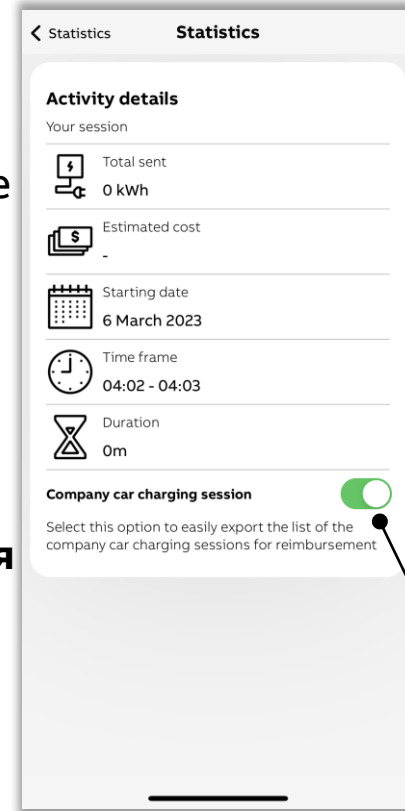 Statistics
Statistics
Activity details
Your session
Total sent
0 kWh
Estimated cost
-
Starting date
6 March 2023
Time frame
04:02 - 04:03
Duration
0m
Company car charging session
Select this option to easily export the list of the
company car charging sessions for reimbursement
е
я